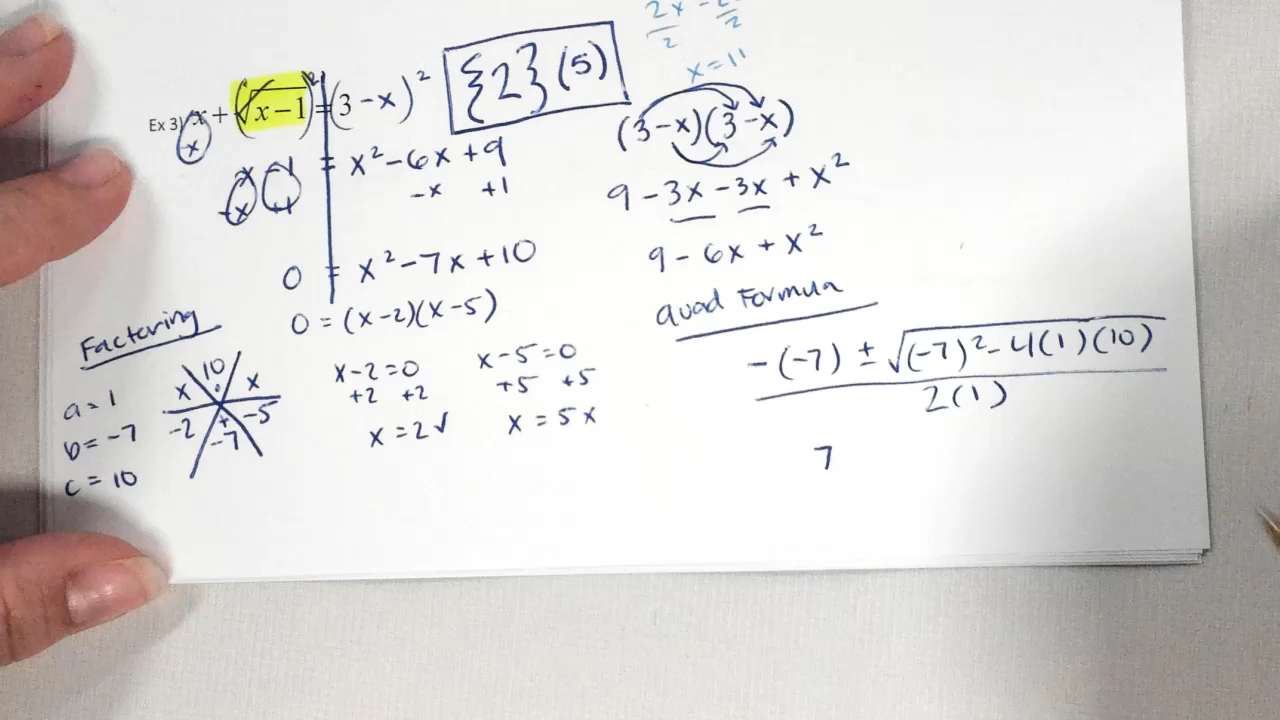 2x
2
2
x = 11
Ex 3) x + (√x − 1)² = (3 − x)²
{2} (5)
−x
(3 − x)(3 − x)
x − 1 = x² − 6x + 9
−x +1 −x +1
9 − 3x − 3x + x²
9 − 6x + x²
0 = x² − 7x + 10
0 = (x − 2)(x − 5)
Quad Formula
Factoring
a = 1
b = −7
c = 10
10
x x
−2 + −5
−7
x − 2 = 0
+2 +2
x = 2 ✓
x − 5 = 0
+5 +5
x = 5 x
−(−7) ± √(−7)² − 4(1)(10)
2(1)
7